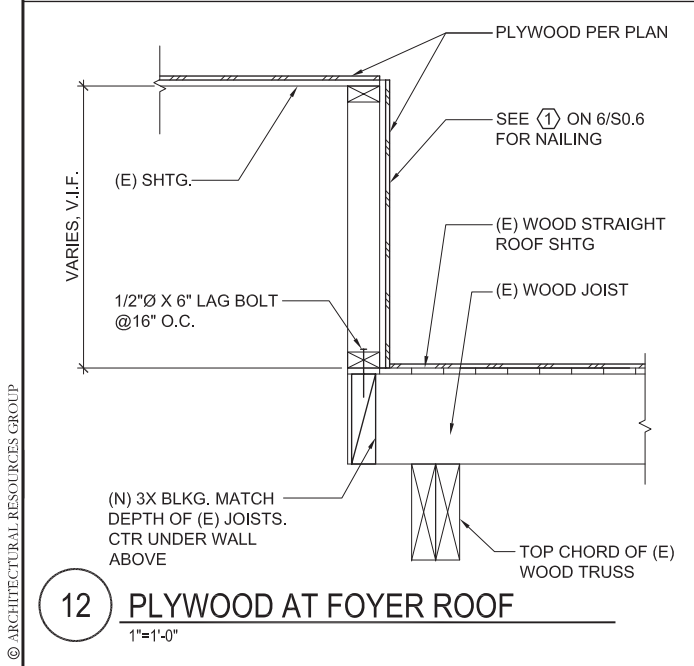 PLYWOOD PER PLAN
SEE 1 ON 6/S0.6
FOR NAILING
(E) SHTG.
VARIES, V.I.F.
(E) WOOD STRAIGHT
ROOF SHTG
(E) WOOD JOIST
1/2"Ø X 6" LAG BOLT
@16" O.C.
(N) 3X BLKG. MATCH
DEPTH OF (E) JOISTS.
CTR UNDER WALL
ABOVE
TOP CHORD OF (E)
WOOD TRUSS
12 PLYWOOD AT FOYER ROOF
1"=1'-0"
© ARCHITECTURAL RESOURCES GROUP